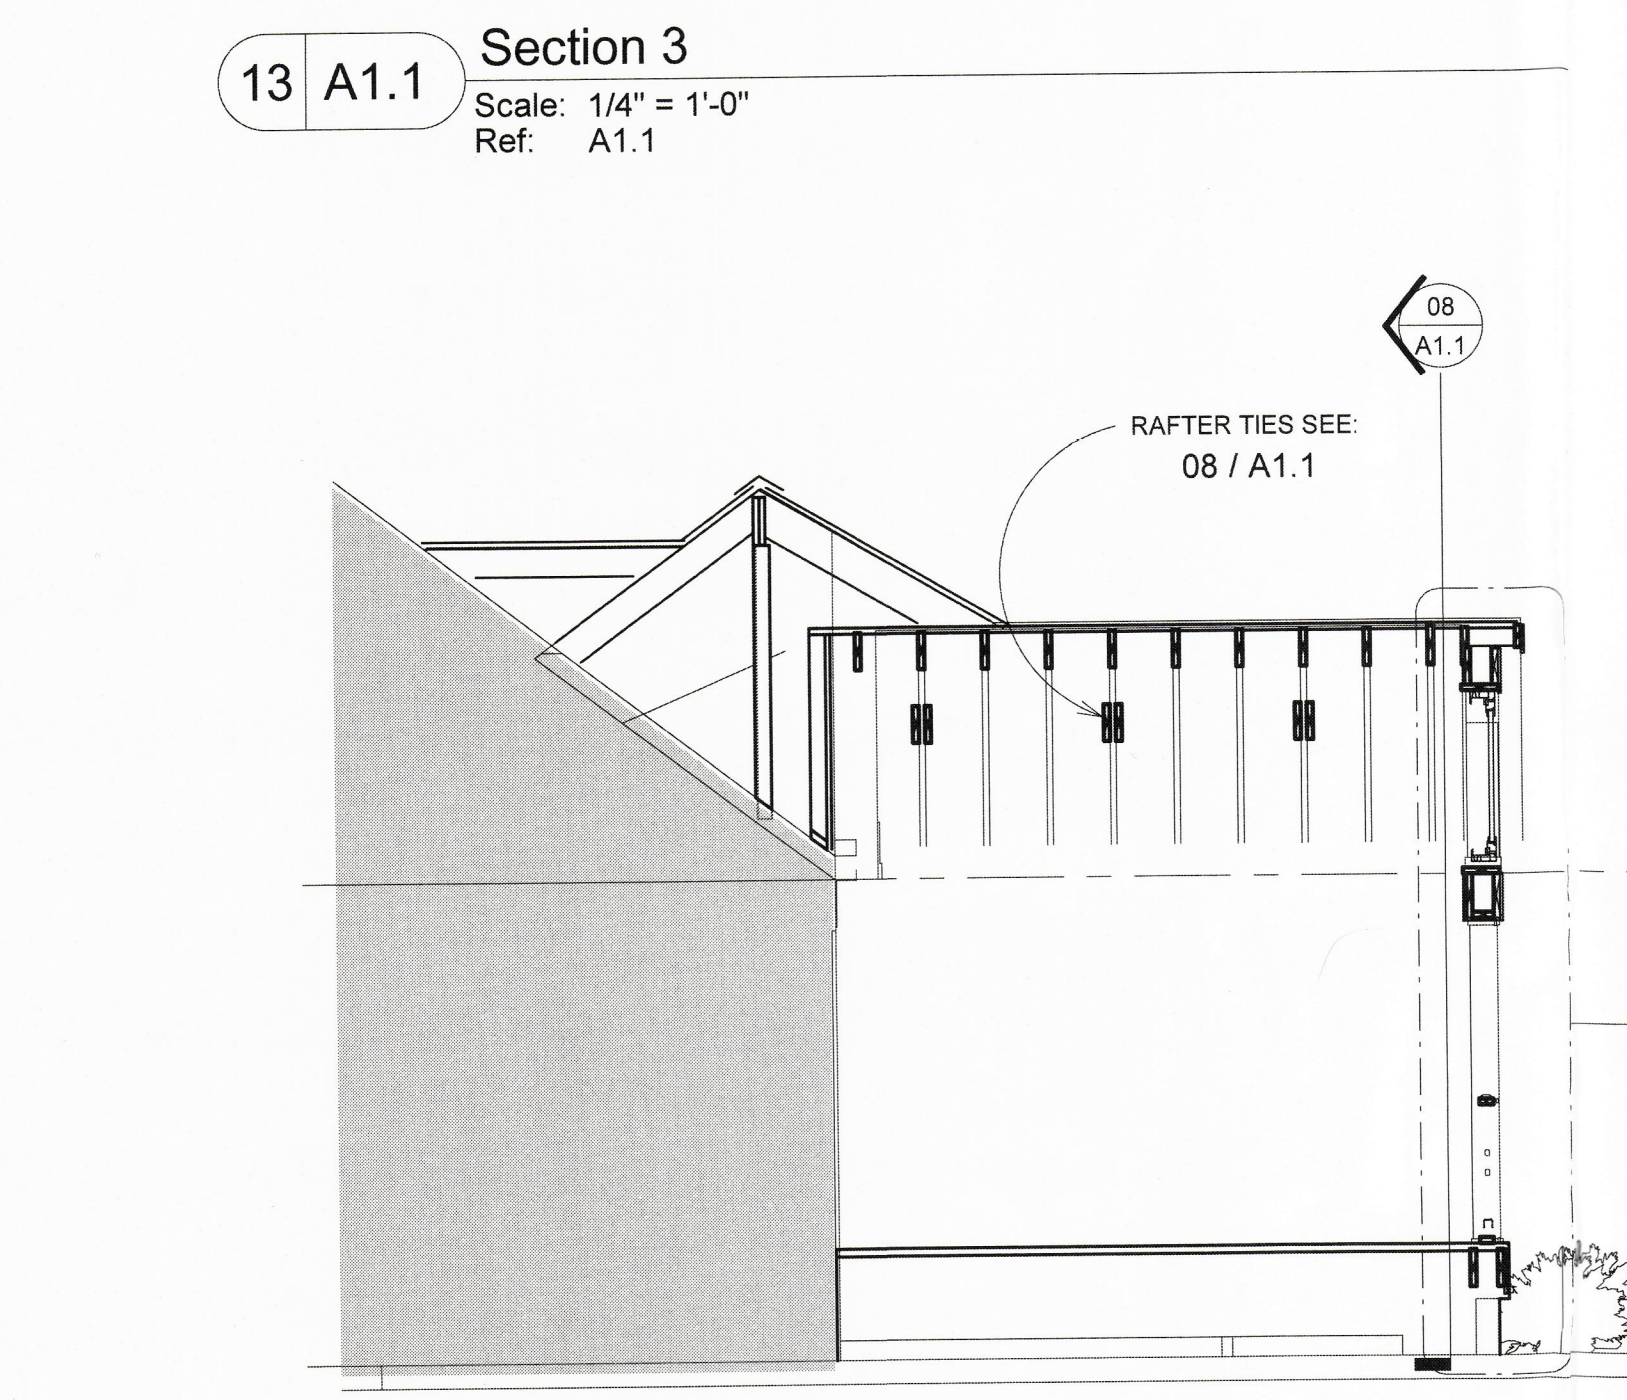 13 A1.1
Section 3
Scale: 1/4" = 1'-0"
Ref: A1.1
08
A1.1
RAFTER TIES SEE:
08 / A1.1